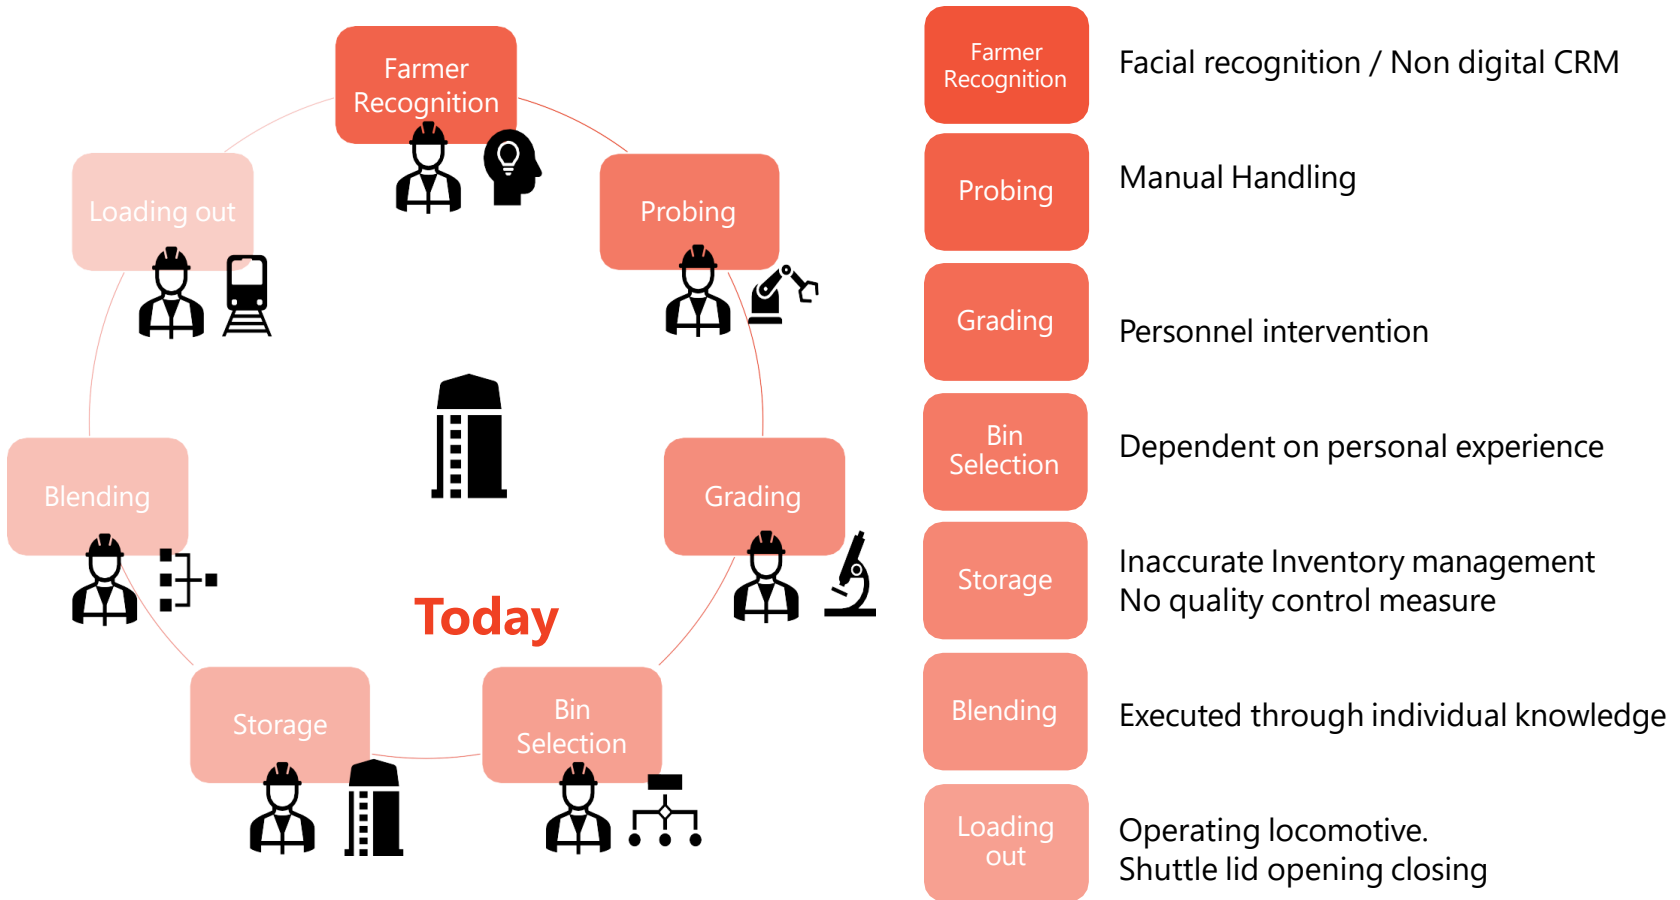 Farmer
Recognition
Probing
Grading
Bin
Selection
Storage
Blending
Loading out
Today
Farmer
Recognition
Facial recognition / Non digital CRM
Probing
Manual Handling
Grading
Personnel intervention
Bin
Selection
Dependent on personal experience
Storage
Inaccurate Inventory management
No quality control measure
Blending
Executed through individual knowledge
Loading
out
Operating locomotive.
Shuttle lid opening closing